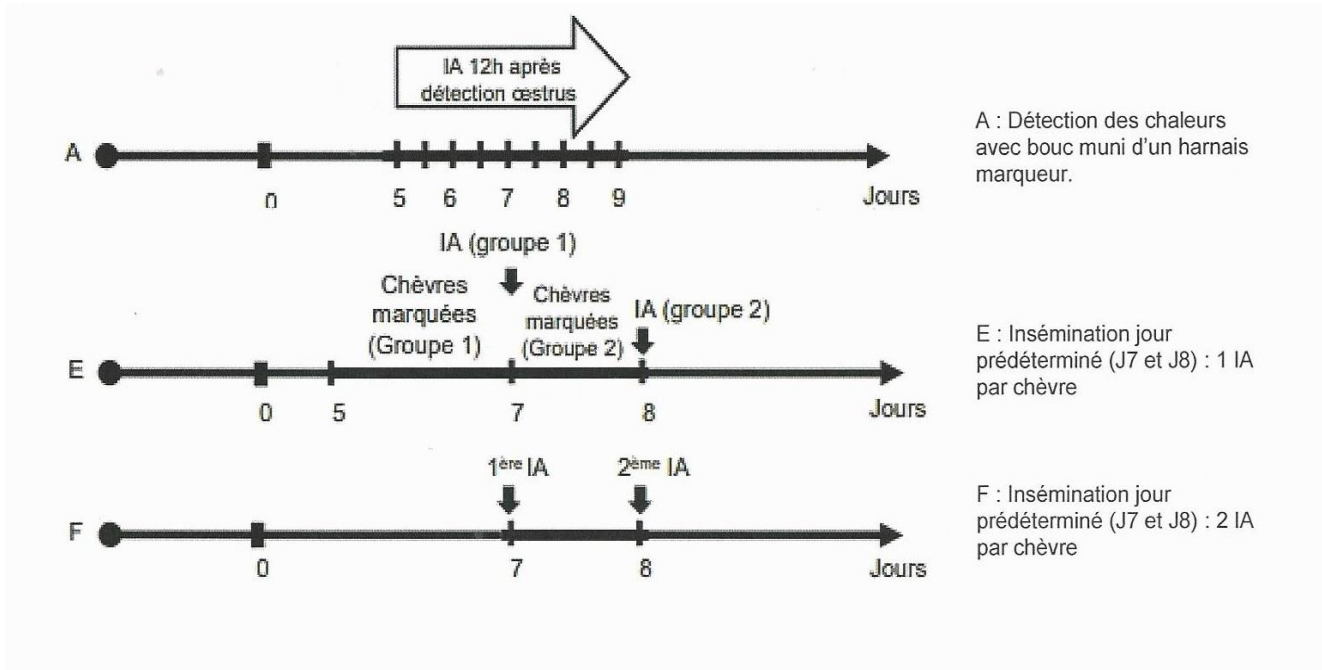 IA 12h après
détection œstrus
A
0
5 6 7 8 9
Jours
A : Détection des chaleurs
avec bouc muni d'un harnais
marqueur.
IA (groupe 1)
Chèvres
marquées
(Groupe 1)
Chèvres
marquées
(Groupe 2)
IA (groupe 2)
E
0 5 7 8
Jours
E : Insémination jour
prédéterminé (J7 et J8) : 1 IA
par chèvre
1ère IA 2ème IA
F
0 7 8
Jours
F : Insémination jour
prédéterminé (J7 et J8) : 2 IA
par chèvre